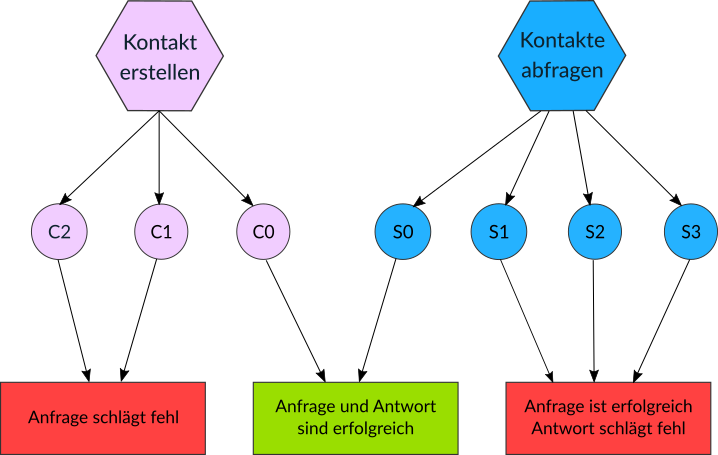 Kontakt
erstellen
Kontakte
abfragen
C2
C1
C0
S0
S1
S2
S3
Anfrage schlägt fehl
Anfrage und Antwort
sind erfolgreich
Anfrage ist erfolgreich
Antwort schlägt fehl